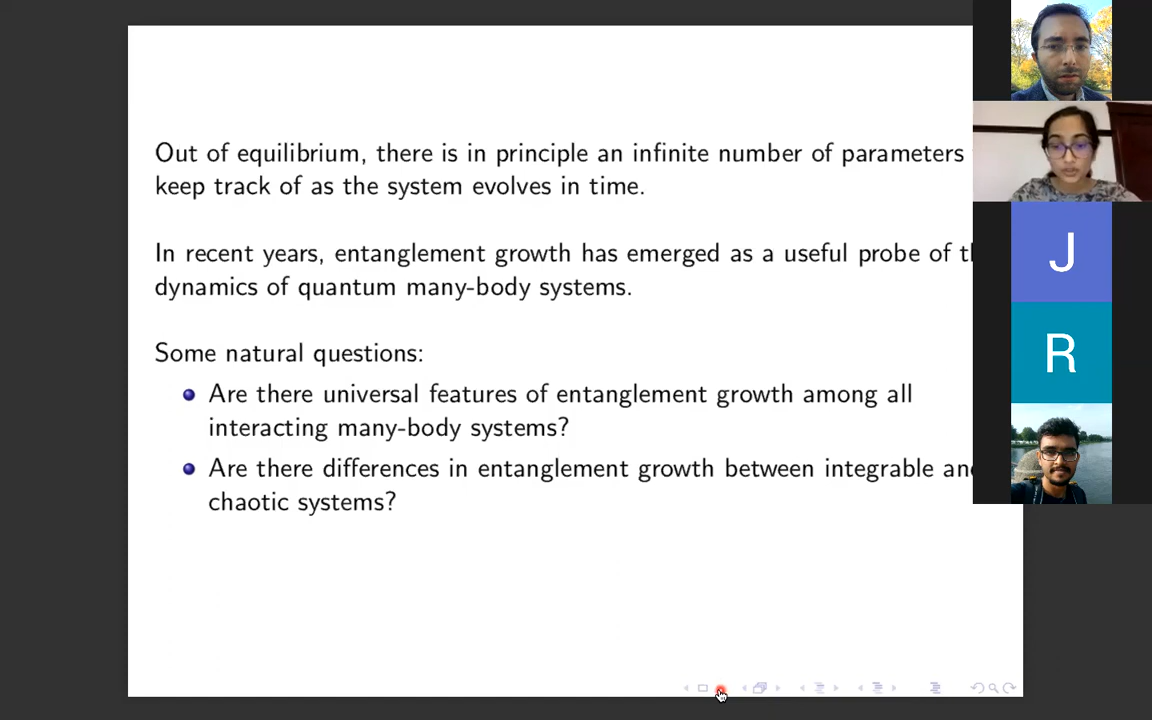 Out of equilibrium, there is in principle an infinite number of parameters
keep track of as the system evolves in time.
In recent years, entanglement growth has emerged as a useful probe of
dynamics of quantum many-body systems.
Some natural questions:
Are there universal features of entanglement growth among all
interacting many-body systems?
Are there differences in entanglement growth between integrable
chaotic systems?
J
R